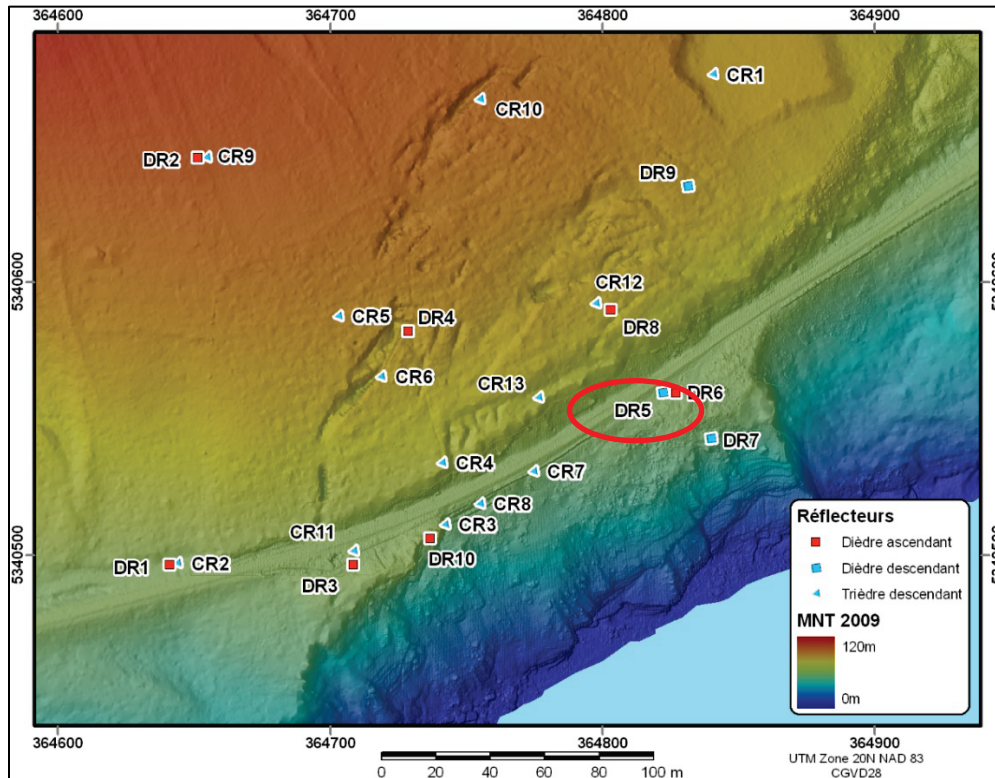 364600
364700
364800
364900
CR1
CR10
DR2
CR9
DR9
5340600
5340600
CR12
CR5
DR4
DR8
CR6
CR13
DR6
DR5
DR7
CR4
CR7
CR8
CR11
CR3
DR10
5340500
5340500
DR1
CR2
DR3
Réflecteurs
Dièdre ascendant
Dièdre descendant
Trièdre descendant
MNT 2009
120m
0m
364600
364700
364800
364900
0 20 40 60 80 100 m
UTM Zone 20N NAD 83
CGVD28